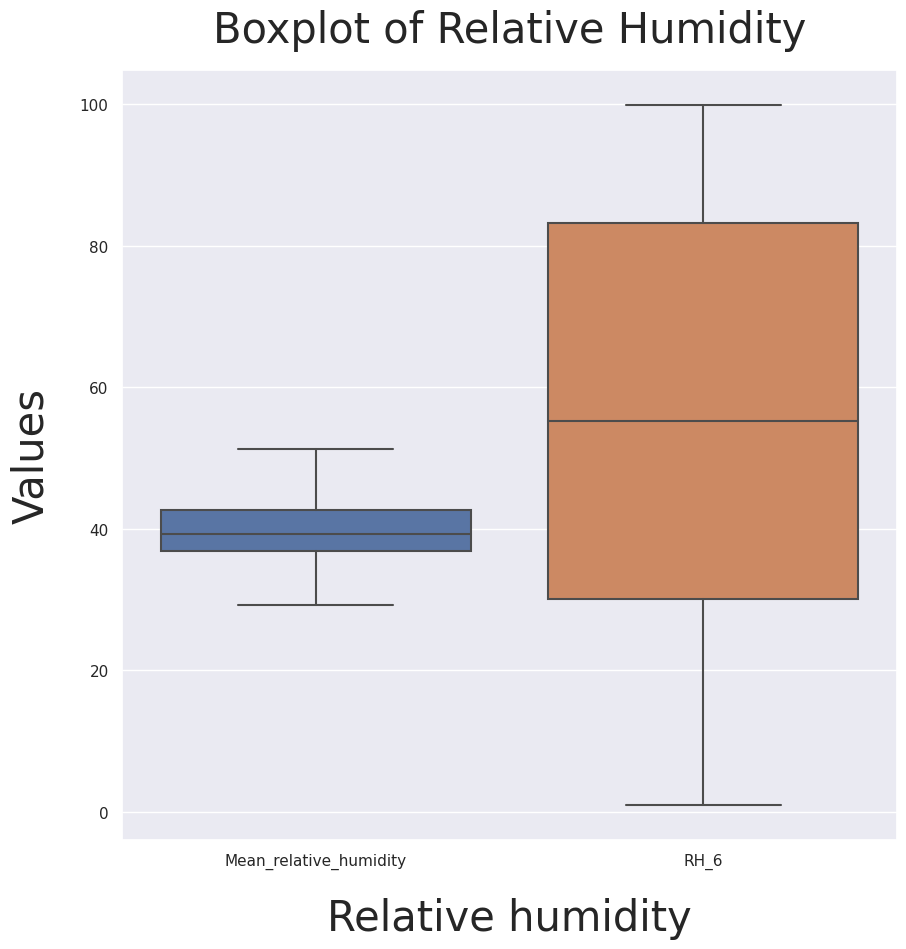 Boxplot of Relative Humidity
Values
100
80
60
40
20
0
Mean_relative_humidity RH_6
Relative humidity